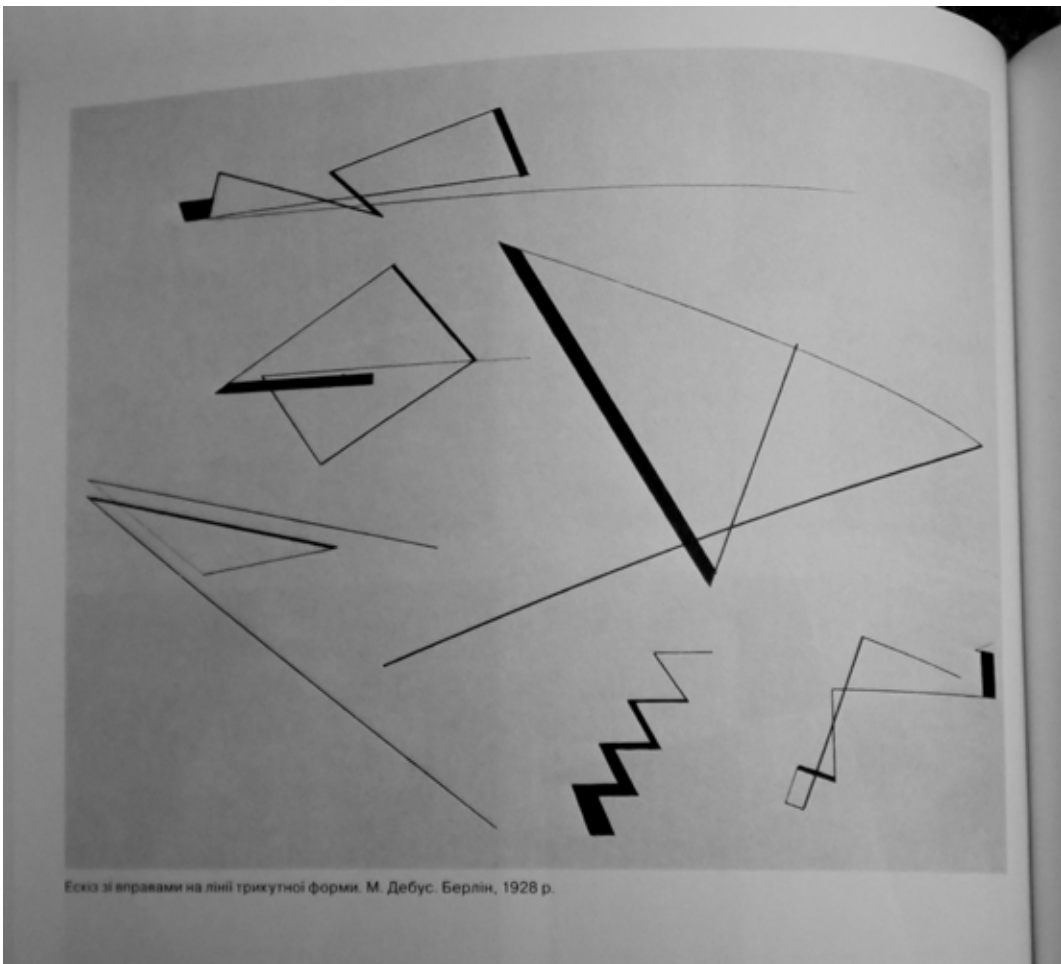 Ескіз зі вправами на лінії трикутної форми. М. Дебус. Берлін, 1928 р.